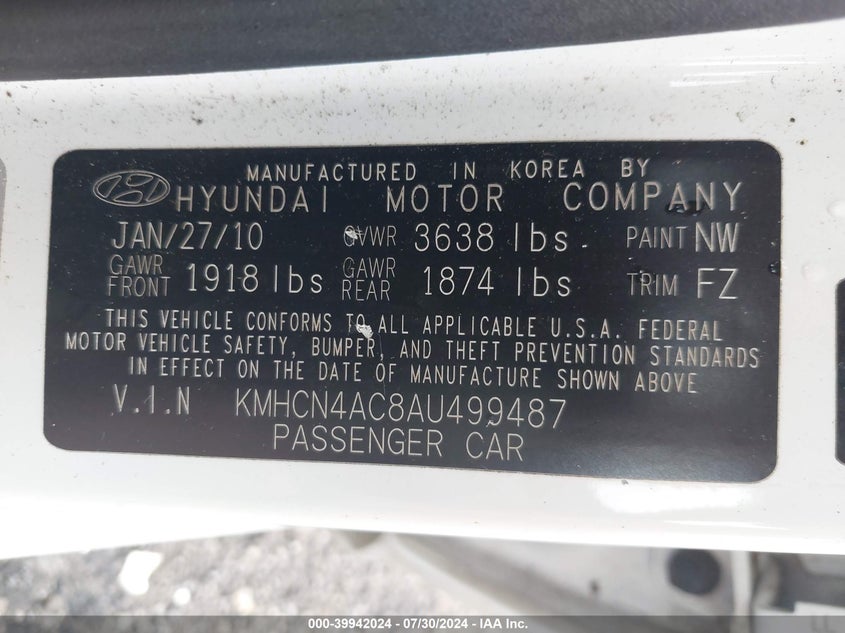 MANUFACTURED IN KOREA BY
HYUNDAI MOTOR COMPANY
JAN/27/10 GVWR 3638 lbs. PAINT NW
GAWR FRONT 1918 lbs GAWR REAR 1874 lbs TRIM FZ
THIS VEHICLE CONFORMS TO ALL APPLICABLE U.S.A. FEDERAL
MOTOR VEHICLE SAFETY, BUMPER, AND THEFT PREVENTION STANDARDS
IN EFFECT ON THE DATE OF MANUFACTURE SHOWN ABOVE
V.I.N KMHCN4AC8AU499487
PASSENGER CAR
000-39942024 | 07/30/2024 | © IAA Holdings, LLC.